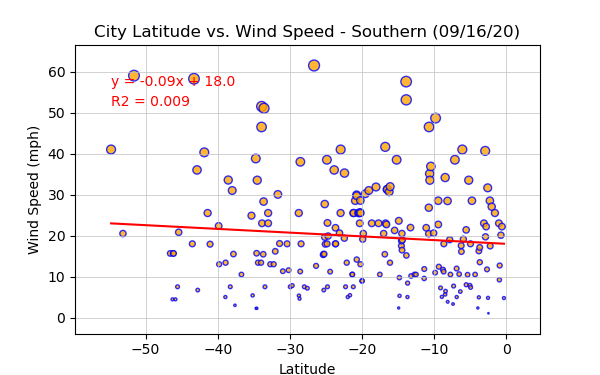 City Latitude vs. Wind Speed - Southern (09/16/20)
y = -0.09x + 18.0
R2 = 0.009
Wind Speed (mph)
60
50
40
30
20
10
0
−50
−40
−30
−20
−10
0
Latitude